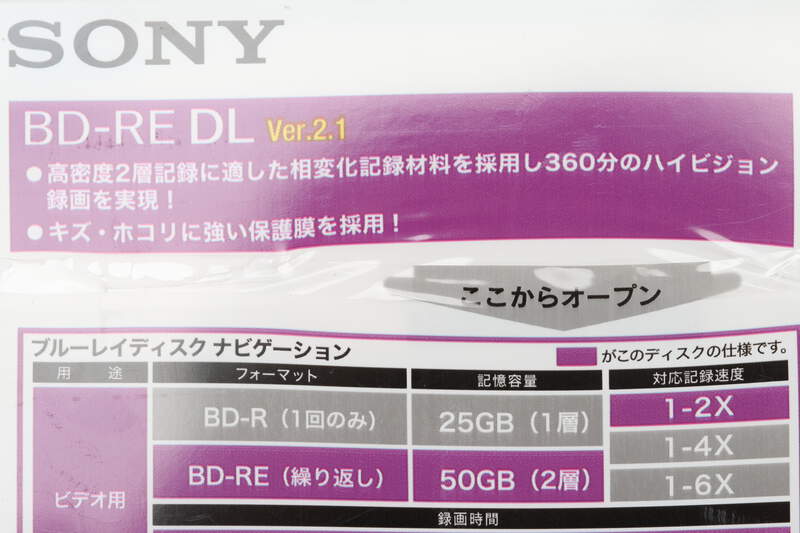 SONY
BD-RE DL Ver.2.1
●高密度2層記録に適した相変化記録材料を採用し360分のハイビジョン
録画を実現！
●キズ・ホコリに強い保護膜を採用！
ここからオープン
ブルーレイディスク ナビゲーション
がこのディスクの仕様です。
用 途 フォーマット 記憶容量 対応記録速度
BD-R（1回のみ） 25GB（1層） 1-2X
1-4X
BD-RE（繰り返し） 50GB（2層） 1-6X
ビデオ用
録画時間